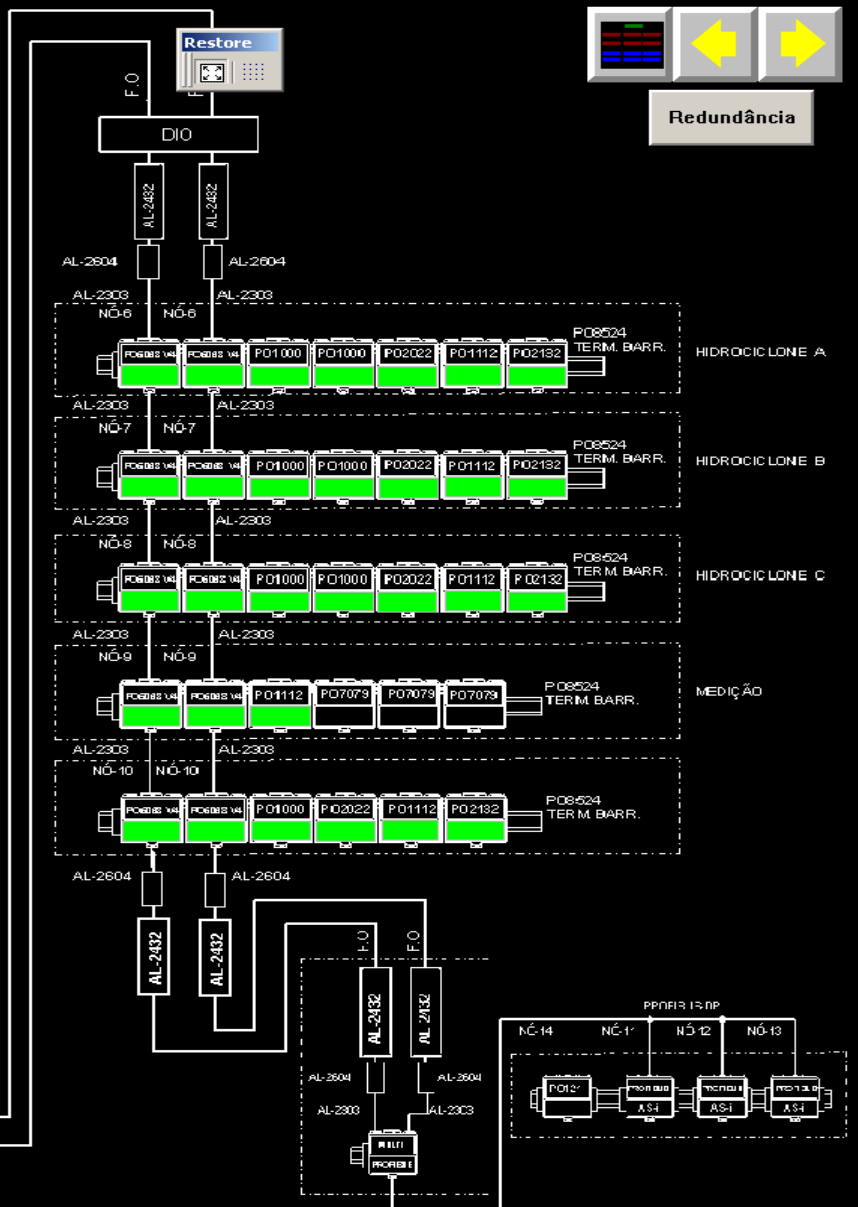 Restore
F.O
Redundância
DIO
AL-2432
AL-2432
AL-2604
AL-2604
AL-2303
AL-2303
NÓ-6
NÓ-6
PO1000
PO1000
PO2022
PO1112
PO2132
PO8524
TERM. BARR.
HIDROCICLONE A
AL-2303
AL-2303
NÓ-7
NÓ-7
PO1000
PO1000
PO2022
PO1112
PO2132
PO8524
TERM. BARR.
HIDROCICLONE B
AL-2303
AL-2303
NÓ-8
NÓ-8
PO1000
PO1000
PO2022
PO1112
PO2132
PO8524
TERM. BARR.
HIDROCICLONE C
AL-2303
AL-2303
NÓ-9
NÓ-9
PO1112
PO7079
PO7079
PO7079
PO8524
TERM. BARR.
MEDIÇÃO
AL-2303
AL-2303
NÓ-10
NÓ-10
PO1000
PO2022
PO1112
PO2132
PO8524
TERM. BARR.
AL-2604
AL-2604
AL-2432
AL-2432
F.O
F.O
AL-2432
AL-2432
AL-2604
AL-2604
AL-2303
AL-2303
MULTI
NÓ-14
NÓ-11
NÓ-12
NÓ-13
AS-i
AS-i
AS-i